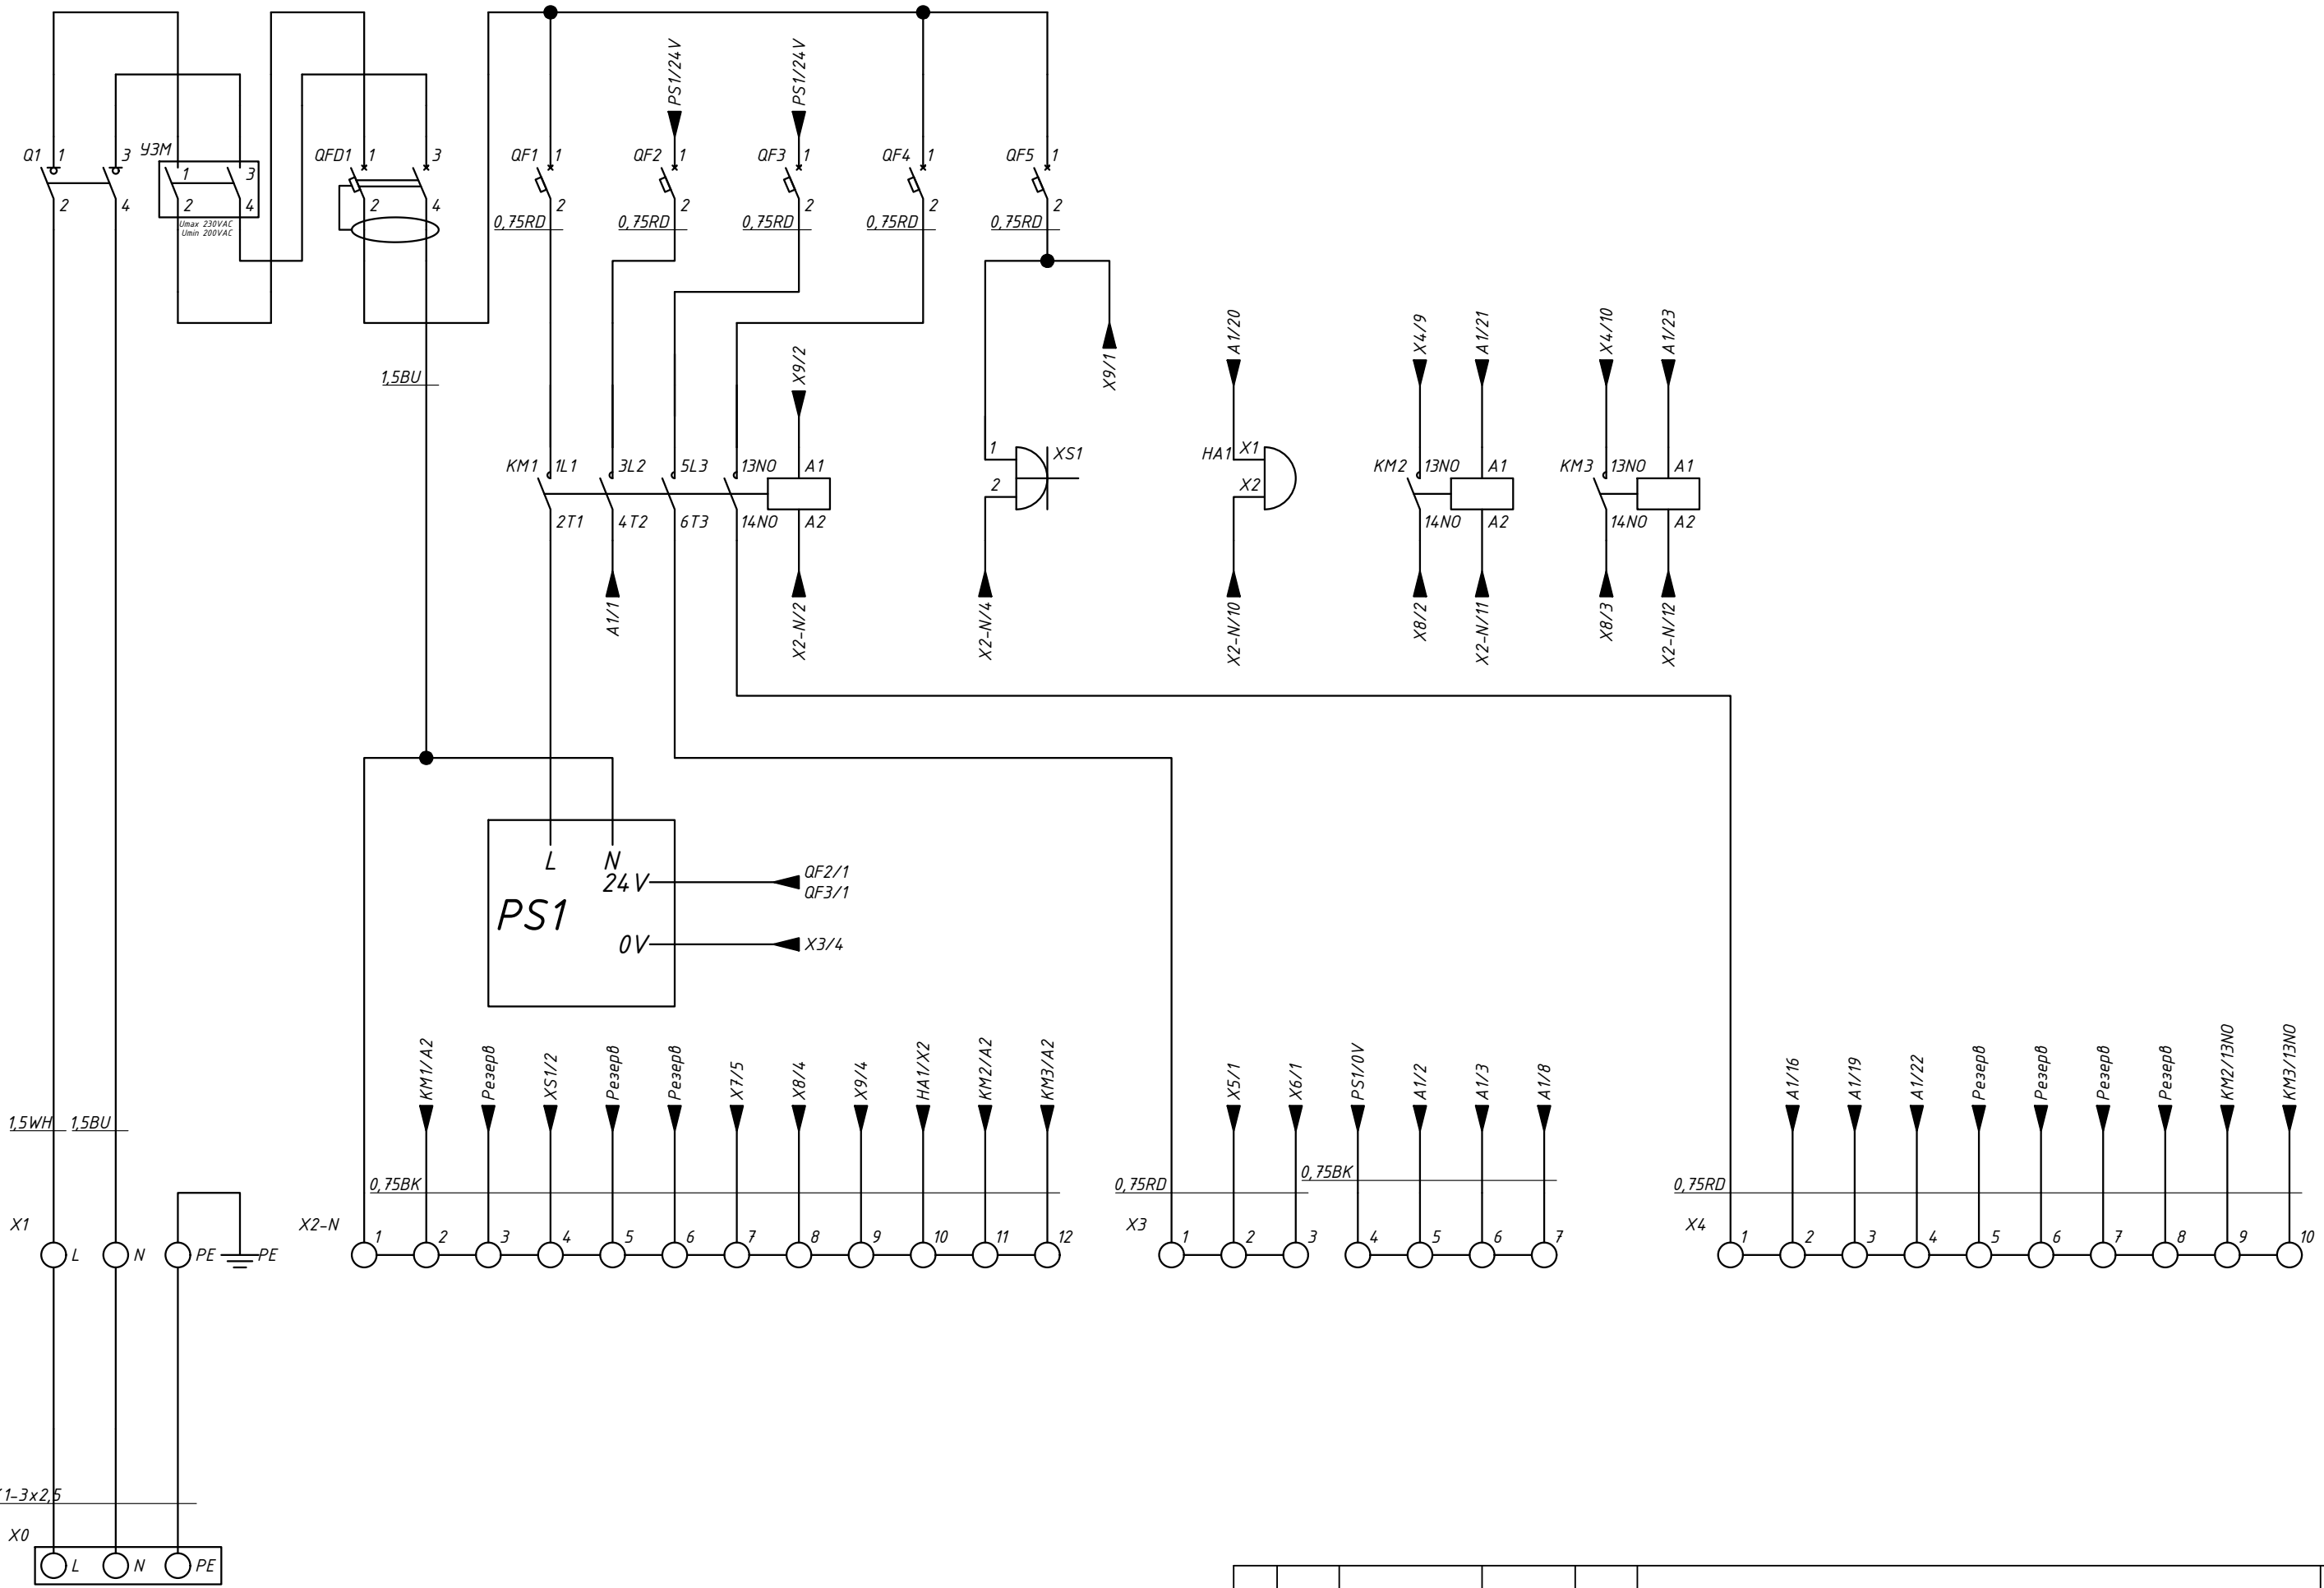 PS1/24V
PS1/24V
Q1 1 3
2 4
УЗМ
1 3
2 4
Umax 230VAC
Umin 200VAC
QFD1 1 3
2 4
QF1 1
2
0,75RD
QF2 1
2
0,75RD
QF3 1
2
0,75RD
QF4 1
2
0,75RD
QF5 1
2
0,75RD
1,5BU
X9/2
X9/1
A1/20
X4/9
A1/21
X4/10
A1/23
KM1 1L1 3L2 5L3 13NO A1
2T1 4T2 6T3 14NO A2
1 XS1
2
HA1 X1
X2
KM2 13NO A1
14NO A2
KM3 13NO A1
14NO A2
A1/1
X2-N/2
X2-N/4
X2-N/10
X8/2
X2-N/11
X8/3
X2-N/12
L N
24V
PS1
0V
QF2/1
QF3/1
X3/4
KM1/A2
Резерв
XS1/2
Резерв
Резерв
X7/5
X8/4
X9/4
HA1/X2
KM2/A2
KM3/A2
X5/1
X6/1
PS1/0V
A1/2
A1/3
A1/8
A1/16
A1/19
A1/22
Резерв
Резерв
Резерв
Резерв
KM2/13NO
KM3/13NO
1,5WH 1,5BU
0,75BK
0,75RD
0,75BK
0,75RD
X1
L N PE PE
X2-N
1 2 3 4 5 6 7 8 9 10 11 12
X3
1 2 3 4 5 6 7
X4
1 2 3 4 5 6 7 8 9 10
1-3x2,5
X0
L N PE